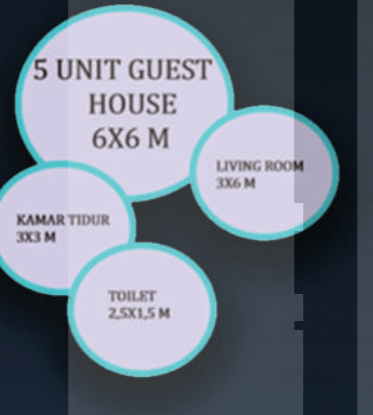 5 UNIT GUEST
HOUSE
6X6 M
LIVING ROOM
3X6 M
KAMAR TIDUR
3X3 M
TOILET
2,5X1,5 M